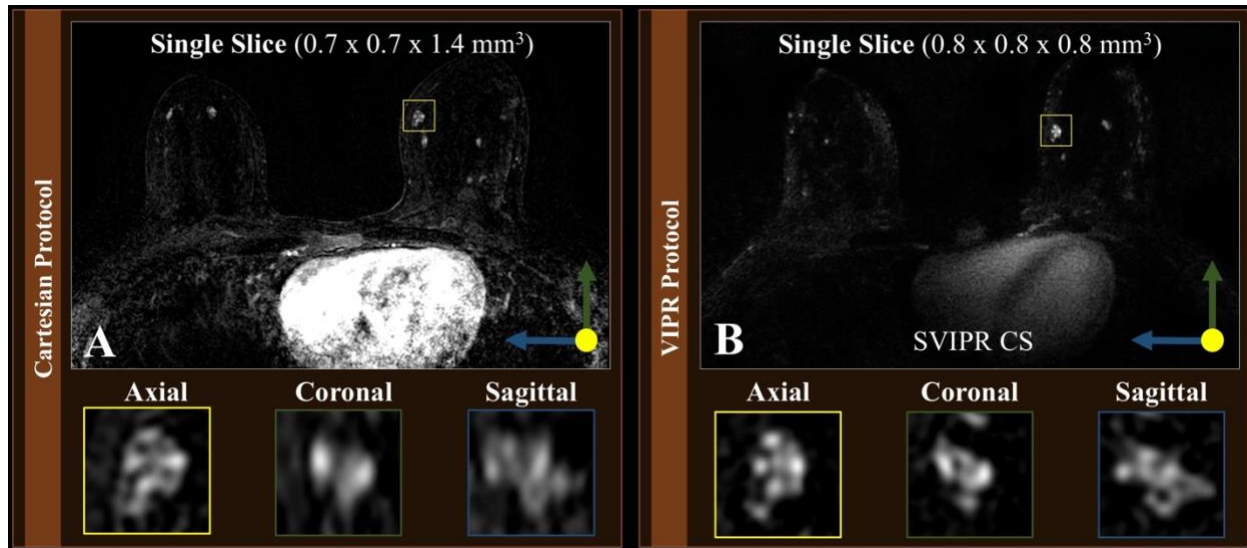 Cartesian Protocol
Single Slice (0.7 x 0.7 x 1.4 mm³)
A
Axial
Coronal
Sagittal
VIPR Protocol
Single Slice (0.8 x 0.8 x 0.8 mm³)
B
SVIPR CS
Axial
Coronal
Sagittal